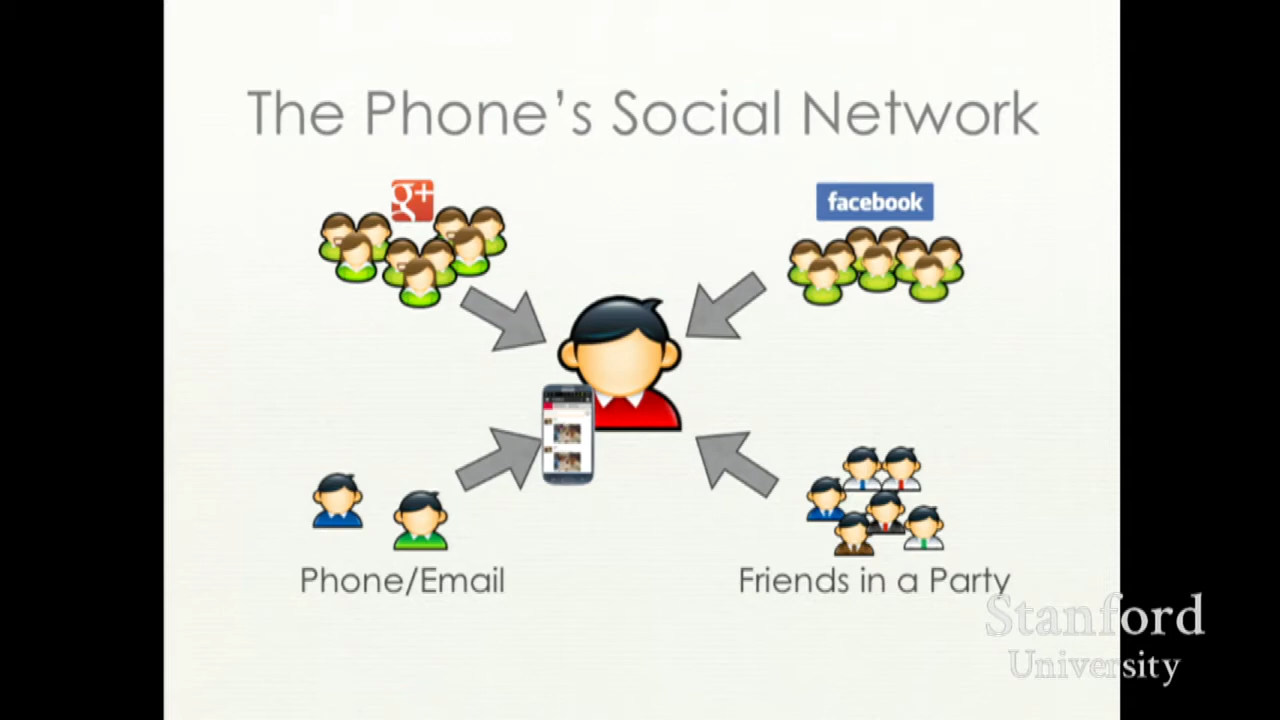 The Phone's Social Network
g+
facebook
Phone/Email
Friends in a Party
Stanford
University